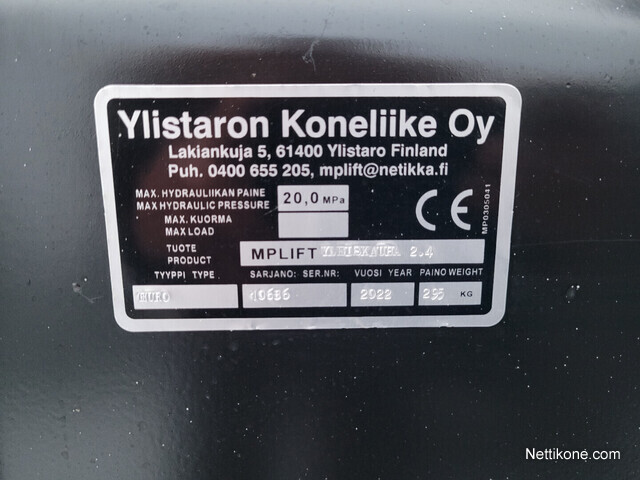 Ylistaron Koneliike Oy
Lakiankuja 5, 61400 Ylistaro Finland
Puh. 0400 655 205, mplift@netikka.fi
MAX. HYDRAULIIKAN PAINE
MAX HYDRAULIC PRESSURE
20,0 MPa
MAX. KUORMA
MAX LOAD
MP0305041
TUOTE
PRODUCT
MPLIFT 2.4
TYYPPI TYPE
SARJANO: SER.NR:
VUOSI YEAR
PAINO WEIGHT
EURO
2022
KG
Nettikone.com